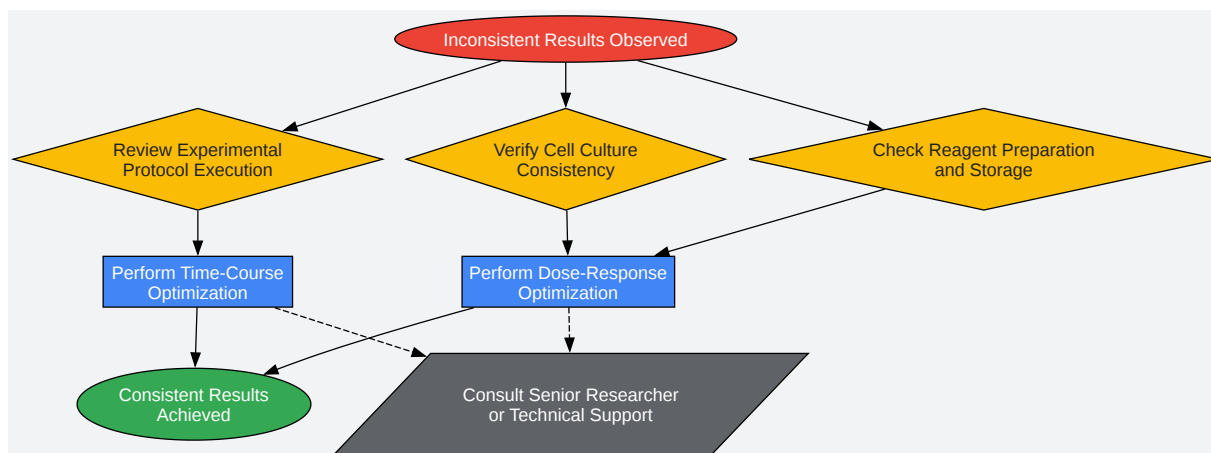 Inconsistent Results Observed
Review Experimental
Protocol Execution
Verify Cell Culture
Consistency
Check Reagent Preparation
and Storage
Perform Time-Course
Optimization
Perform Dose-Response
Optimization
Consistent Results
Achieved
Consult Senior Researcher
or Technical Support